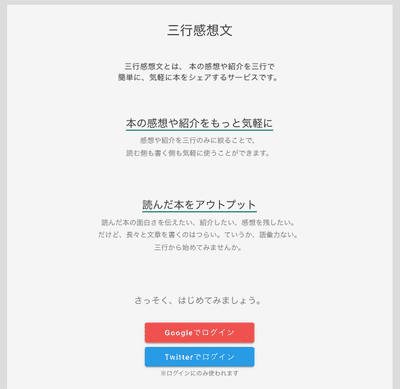 三行感想文
三行感想文とは、 本の感想や紹介を三行で
簡単に、気軽に本をシェアするサービスです。
本の感想や紹介をもっと気軽に
感想や紹介を三行のみに絞ることで、
読む側も書く側も気軽に使うことができます。
読んだ本をアウトプット
読んだ本の面白さを伝えたい、紹介したい、感想を残したい。
だけど、長々と文章を書くのはつらい。ていうか、語彙力ない。
三行から始めてみませんか。
さっそく、はじめてみましょう。
Googleでログイン
Twitterでログイン
※ログインにのみ使われます